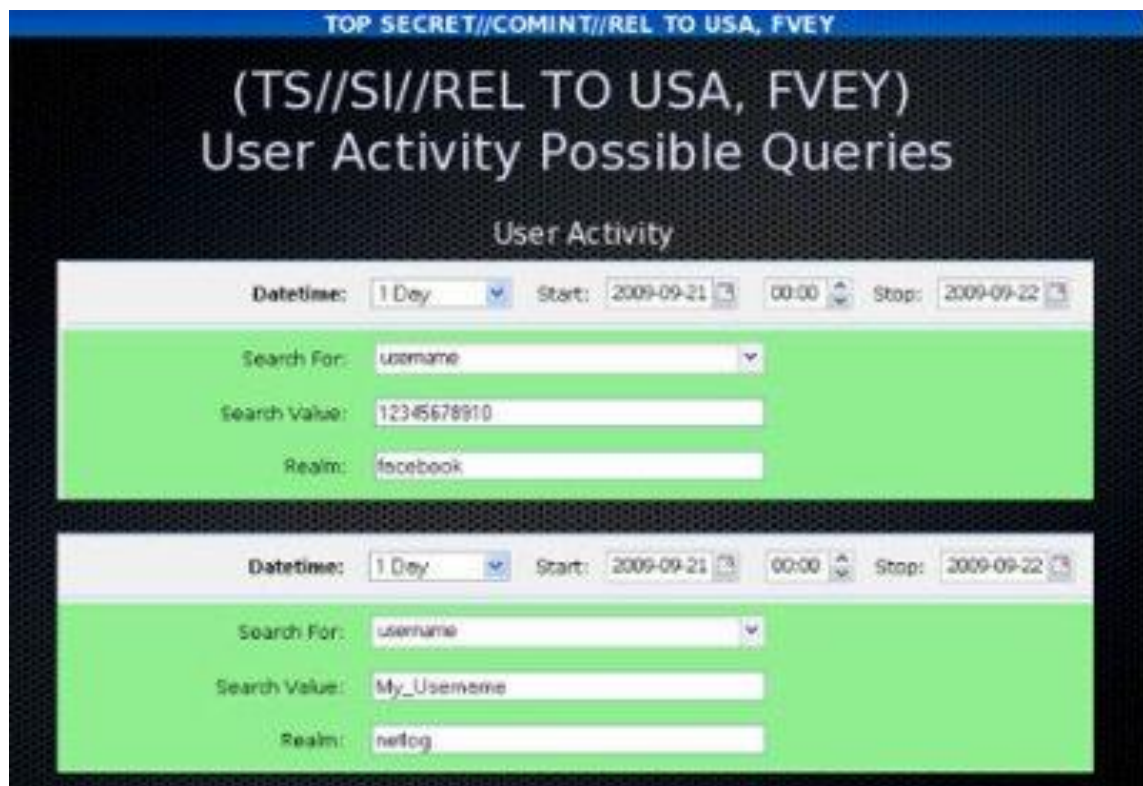 TOP SECRET//COMINT//REL TO USA, FVEY
(TS//SI//REL TO USA, FVEY)
User Activity Possible Queries
User Activity
Datetime: 1 Day Start: 2009-09-21 00:00 Stop: 2009-09-22
Search For: username
Search Value: 12345678910
Realm: facebook
Datetime: 1 Day Start: 2009-09-21 00:00 Stop: 2009-09-22
Search For: username
Search Value: My_Username
Realm: netlog